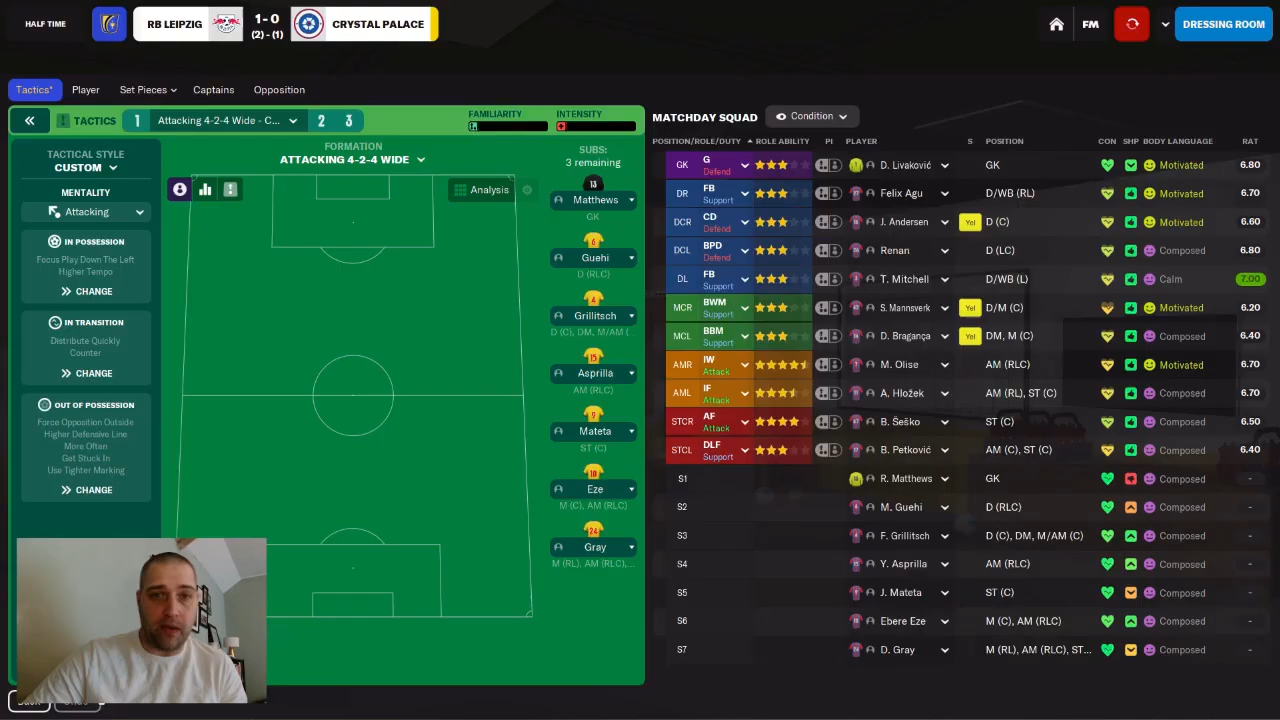 HALF TIME
RB LEIPZIG
1 - 0
(2) - (1)
CRYSTAL PALACE
FM
DRESSING ROOM
Tactics*
Player
Set Pieces
Captains
Opposition
TACTICS
1
Attacking 4-2-4 Wide - C...
2
3
FAMILIARITY
INTENSITY
TACTICAL STYLE
CUSTOM
MENTALITY
Attacking
IN POSSESSION
Focus Play Down The Left
Higher Tempo
CHANGE
IN TRANSITION
Distribute Quickly
Counter
CHANGE
OUT OF POSSESSION
Force Opposition Outside
Higher Defensive Line
More Often
Get Stuck In
Use Tighter Marking
CHANGE
FORMATION
ATTACKING 4-2-4 WIDE
Analysis
SUBS:
3 remaining
13
Matthews
GK
6
Guehi
D (RLC)
4
Grillitsch
D (C), DM, M/AM (...
15
Asprilla
AM (RLC)
9
Mateta
ST (C)
10
Eze
M (C), AM (RLC)
24
Gray
M (RL), AM (RLC),...
MATCHDAY SQUAD
Condition
POSITION/ROLE/DUTY ROLE ABILITY PI PLAYER S POSITION CON SHP BODY LANGUAGE RAT
GK G Defend D. Livaković GK Motivated 6.80
DR FB Support Felix Agu D/WB (RL) Motivated 6.70
DCR CD Defend J. Andersen Yel D (C) Motivated 6.60
DCL BPD Defend Renan D (LC) Composed 6.80
DL FB Support T. Mitchell D/WB (L) Calm 7.00
MCR BWM Support S. Mannsverk Yel D/M (C) Motivated 6.20
MCL BBM Support D. Bragança Yel DM, M (C) Composed 6.40
AMR IW Attack M. Olise AM (RLC) Motivated 6.70
AML IF Attack A. Hložek AM (RL), ST (C) Composed 6.70
STCR AF Attack B. Šeško ST (C) Composed 6.50
STCL DLF Support B. Petković AM (C), ST (C) Composed 6.40
S1 R. Matthews GK Composed -
S2 M. Guehi D (RLC) Composed -
S3 F. Grillitsch D (C), DM, M/AM (C) Composed -
S4 Y. Asprilla AM (RLC) Composed -
S5 J. Mateta ST (C) Composed -
S6 Ebere Eze M (C), AM (RLC) Composed -
S7 D. Gray M (RL), AM (RLC), ST... Composed -